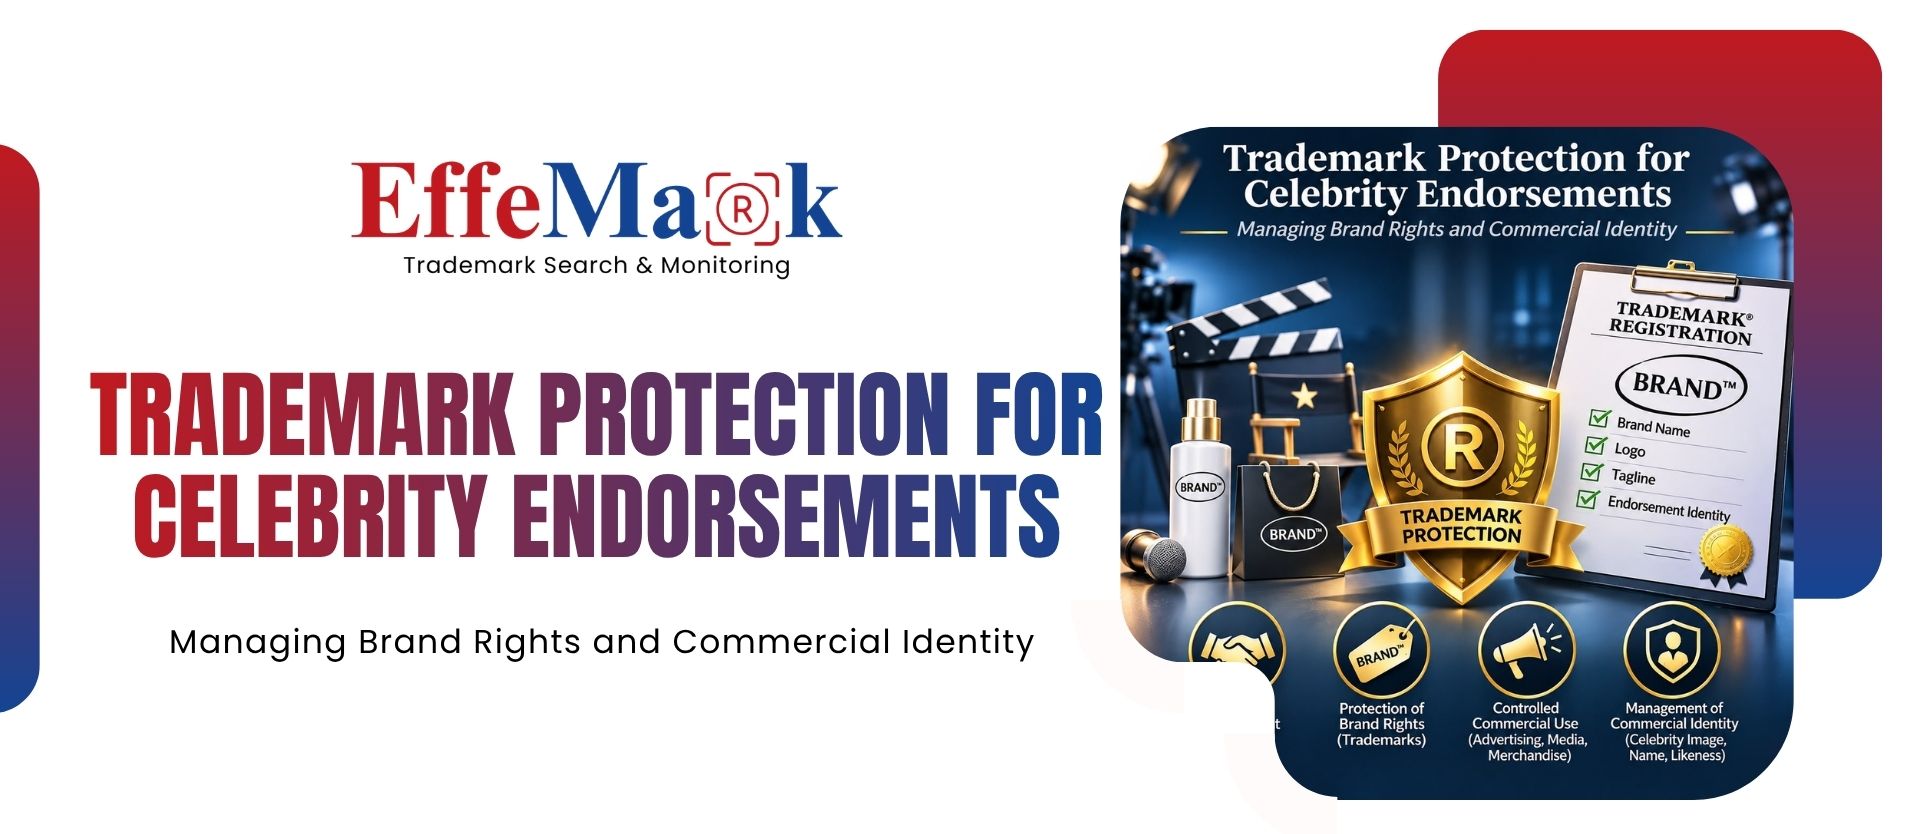 EffeMa®k
Trademark Search & Monitoring
TRADEMARK PROTECTION FOR
CELEBRITY ENDORSEMENTS
Managing Brand Rights and Commercial Identity
Trademark Protection for
Celebrity Endorsements
Managing Brand Rights and Commercial Identity
TRADEMARK®
REGISTRATION
BRAND™
Brand Name
Logo
Tagline
Endorsement Identity
BRAND™
BRAND™
R
TRADEMARK
PROTECTION
BRAND™
Protection of
Brand Rights
(Trademarks)
Controlled
Commercial Use
(Advertising, Media,
Merchandise)
Management of
Commercial Identity
(Celebrity Image,
Name, Likeness)